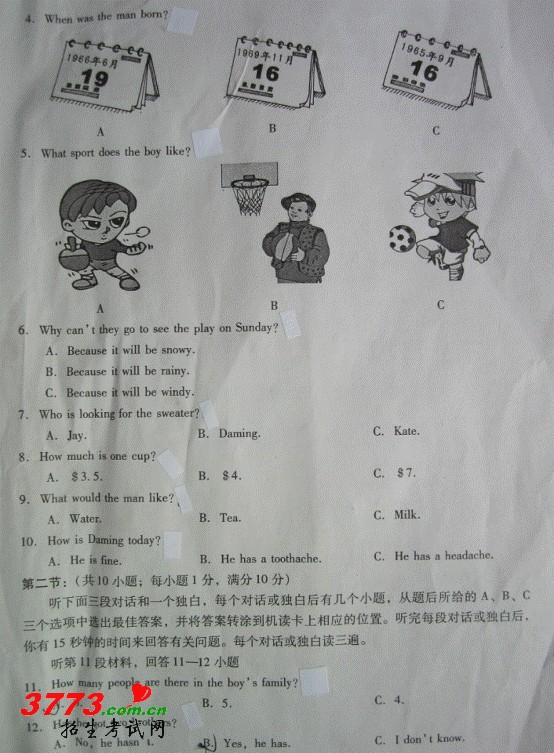 4. When was the man born?
1966年6月 1969年11月 1965年9月
19 16 16
A B C
5. What sport does the boy like?
A B C
6. Why can't they go to see the play on Sunday?
A. Because it will be snowy.
B. Because it will be rainy.
C. Because it will be windy.
7. Who is looking for the sweater?
A. Jay. B. Daming. C. Kate.
8. How much is one cup?
A. $3.5. B. $4. C. $7.
9. What would the man like?
A. Water. B. Tea. C. Milk.
10. How is Daming today?
A. He is fine. B. He has a toothache. C. He has a headache.
第二节：（共10小题；每小题1分，满分10分）
听下面三段对话和一个独白，每个对话或独白后有几个小题，从题后所给的A、B、C
三个选项中选出最佳答案，并将答案转涂到机读卡上相应的位置。听完每段对话或独白后，
你有15秒钟的时间来回答有关问题。每个对话或独白读三遍。
听第11段材料，回答11—12小题
11. How many people are there in the boy's family?
B. 5. C. 4.
3773.com.cn
招生考试网
12. two brothers?
A. No, he hasn't. B. Yes, he has. C. I don't know.